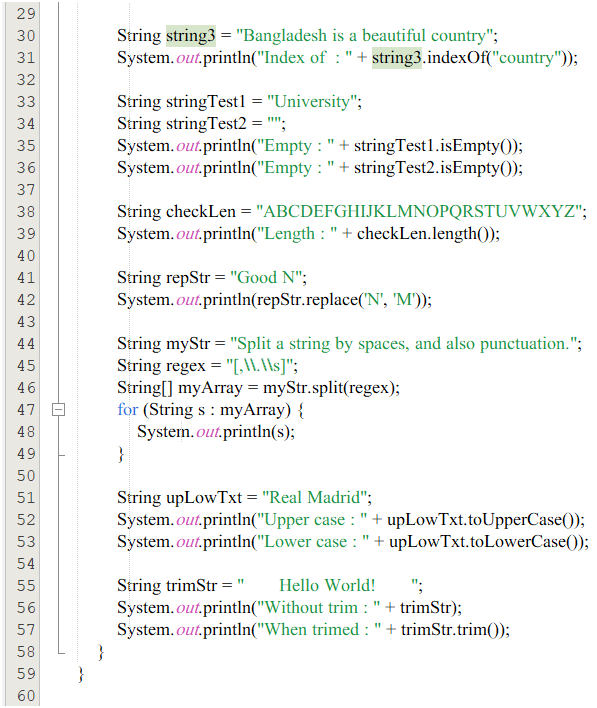 29
30 String string3 = "Bangladesh is a beautiful country";
31 System.out.println("Index of  : " + string3.indexOf("country"));
32
33 String stringTest1 = "University";
34 String stringTest2 = "";
35 System.out.println("Empty : " + stringTest1.isEmpty());
36 System.out.println("Empty : " + stringTest2.isEmpty());
37
38 String checkLen = "ABCDEFGHIJKLMNOPQRSTUVWXYZ";
39 System.out.println("Length : " + checkLen.length());
40
41 String repStr = "Good N";
42 System.out.println(repStr.replace('N', 'M'));
43
44 String myStr = "Split a string by spaces, and also punctuation.";
45 String regex = "[,\\.\\s]";
46 String[] myArray = myStr.split(regex);
47 for (String s : myArray) {
48 System.out.println(s);
49 }
50
51 String upLowTxt = "Real Madrid";
52 System.out.println("Upper case : " + upLowTxt.toUpperCase());
53 System.out.println("Lower case : " + upLowTxt.toLowerCase());
54
55 String trimStr = "       Hello World!       ";
56 System.out.println("Without trim : " + trimStr);
57 System.out.println("When trimed : " + trimStr.trim());
58 }
59 }
60